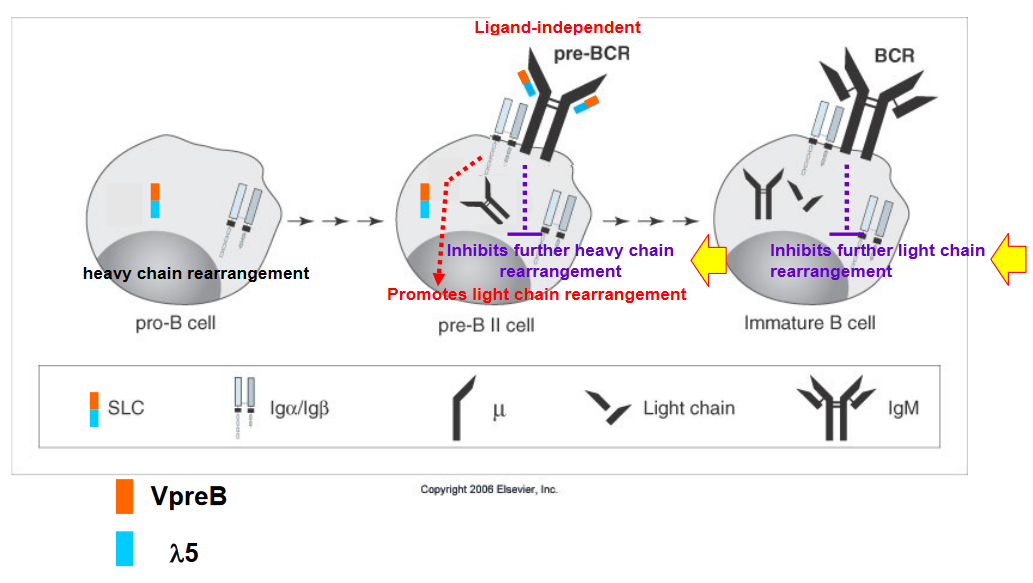 Ligand-independent
pre-BCR
BCR
heavy chain rearrangement
Inhibits further heavy chain
rearrangement
Promotes light chain rearrangement
Inhibits further light chain
rearrangement
pro-B cell
pre-B II cell
Immature B cell
SLC
Igα/Igβ
μ
Light chain
IgM
Copyright 2006 Elsevier, Inc.
VpreB
λ5